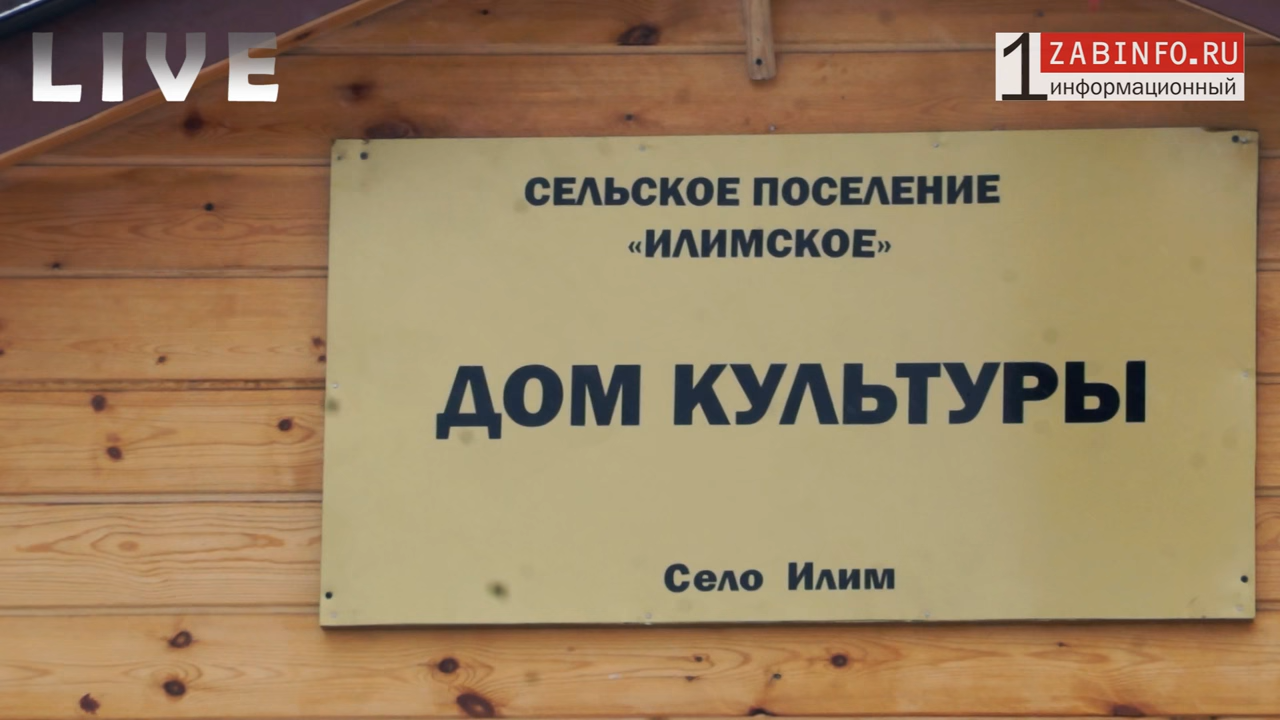 LIVE
1 ZABINFO.RU
информационный
СЕЛЬСКОЕ ПОСЕЛЕНИЕ
«ИЛИМСКОЕ»
ДОМ КУЛЬТУРЫ
Село Илим